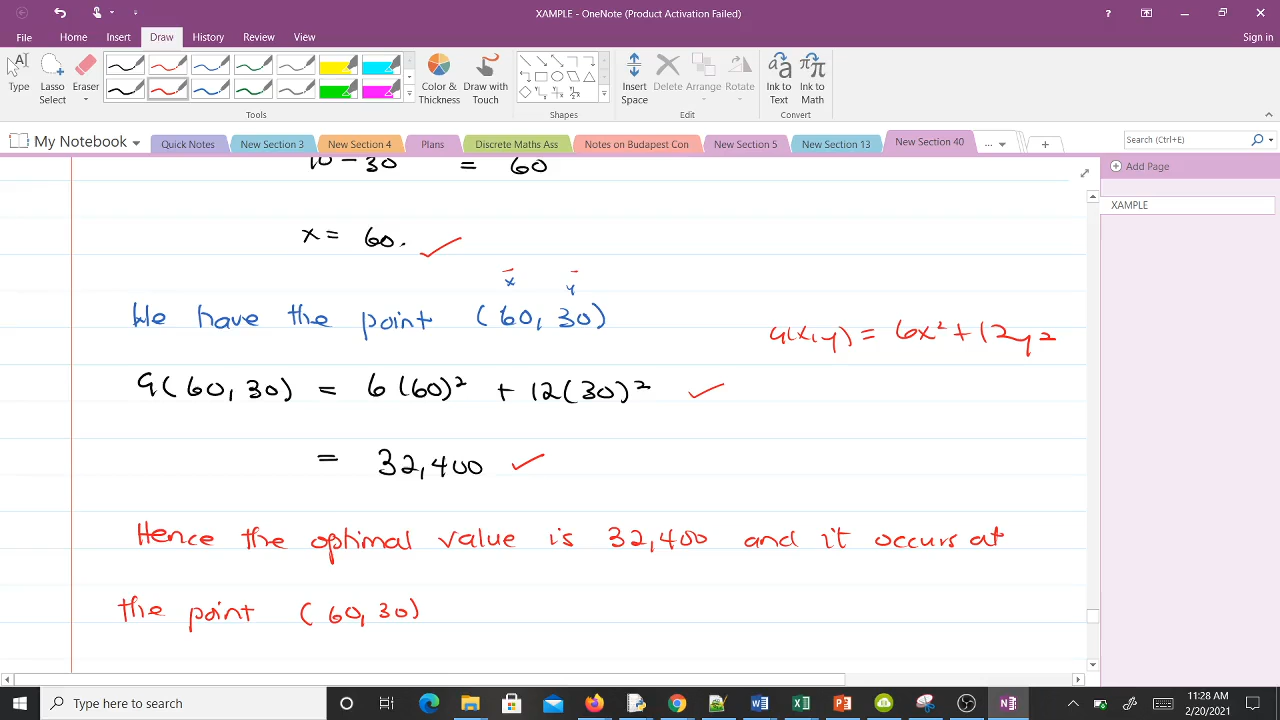 XAMPLE - OneNote (Product Activation Failed)
File Home Insert Draw History Review View Sign in
Type Lasso Select Eraser Color & Thickness Draw with Touch Insert Space Delete Arrange Rotate Ink to Text Ink to Math
Tools Shapes Edit Convert
My Notebook Quick Notes New Section 3 New Section 4 Plans Discrete Maths Ass Notes on Budapest Con New Section 5 New Section 13 New Section 40 ... + Search (Ctrl+E)
Add Page
XAMPLE
= 60
x = 60.
x y
We have the point (60, 30)
q(x,y) = 6x² + 12y²
q(60, 30) = 6(60)² + 12(30)²
= 32,400
Hence the optimal value is 32,400 and it occurs at
the point (60, 30)
Type here to search
11:28 AM
2/20/2021